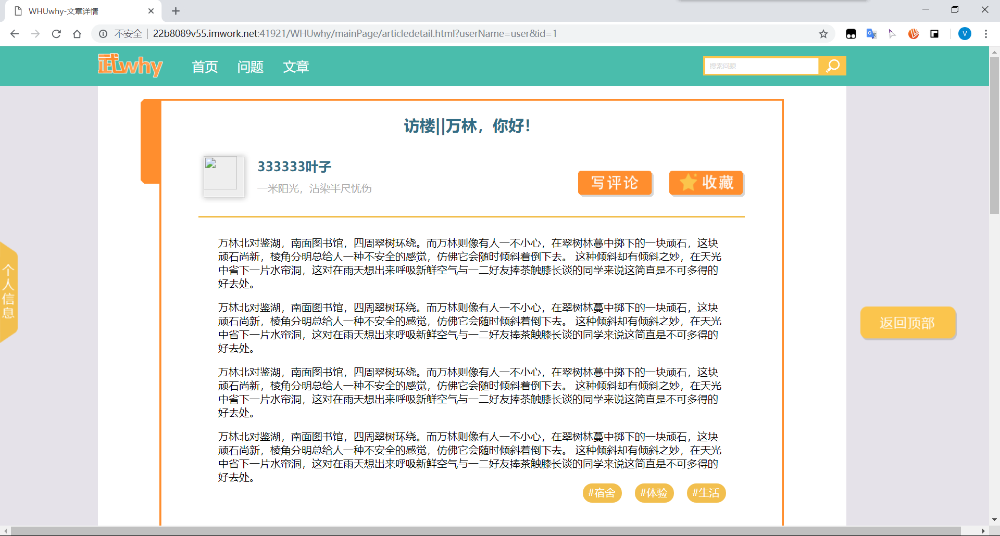 WHUwhy-文章详情
不安全 22b8089v55.imwork.net:41921/WHUwhy/mainPage/articledetail.html?userName=user&id=1
V
武why 首页 问题 文章 搜索问题
访楼||万林，你好！
333333叶子
一米阳光，沾染半尺忧伤
写评论 收藏
万林北对鉴湖，南面图书馆，四周翠树环绕。而万林则像有人一不小心，在翠树林蔓中掷下的一块顽石，这块
顽石尚新，棱角分明总给人一种不安全的感觉，仿佛它会随时倾斜着倒下去。 这种倾斜却有倾斜之妙，在天光
中省下一片水帘洞，这对在雨天想出来呼吸新鲜空气与一二好友捧茶触膝长谈的同学来说这简直是不可多得的
好去处。
万林北对鉴湖，南面图书馆，四周翠树环绕。而万林则像有人一不小心，在翠树林蔓中掷下的一块顽石，这块
顽石尚新，棱角分明总给人一种不安全的感觉，仿佛它会随时倾斜着倒下去。 这种倾斜却有倾斜之妙，在天光
中省下一片水帘洞，这对在雨天想出来呼吸新鲜空气与一二好友捧茶触膝长谈的同学来说这简直是不可多得的
好去处。
万林北对鉴湖，南面图书馆，四周翠树环绕。而万林则像有人一不小心，在翠树林蔓中掷下的一块顽石，这块
顽石尚新，棱角分明总给人一种不安全的感觉，仿佛它会随时倾斜着倒下去。 这种倾斜却有倾斜之妙，在天光
中省下一片水帘洞，这对在雨天想出来呼吸新鲜空气与一二好友捧茶触膝长谈的同学来说这简直是不可多得的
好去处。
万林北对鉴湖，南面图书馆，四周翠树环绕。而万林则像有人一不小心，在翠树林蔓中掷下的一块顽石，这块
顽石尚新，棱角分明总给人一种不安全的感觉，仿佛它会随时倾斜着倒下去。 这种倾斜却有倾斜之妙，在天光
中省下一片水帘洞，这对在雨天想出来呼吸新鲜空气与一二好友捧茶触膝长谈的同学来说这简直是不可多得的
好去处。
#宿舍 #体验 #生活
个人信息
返回顶部